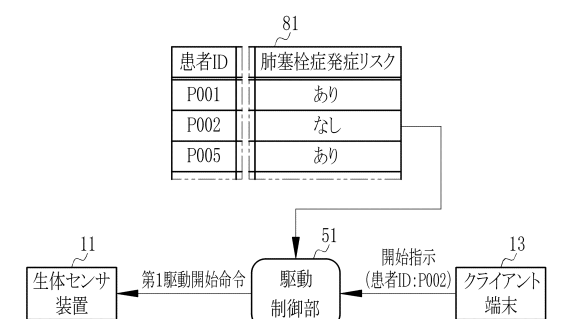 81
患者ID 肺塞栓症発症リスク
P001 あり
P002 なし
P005 あり
11
生体センサ
装置
第1駆動開始命令
51
駆動
制御部
開始指示
(患者ID:P002)
13
クライアント
端末